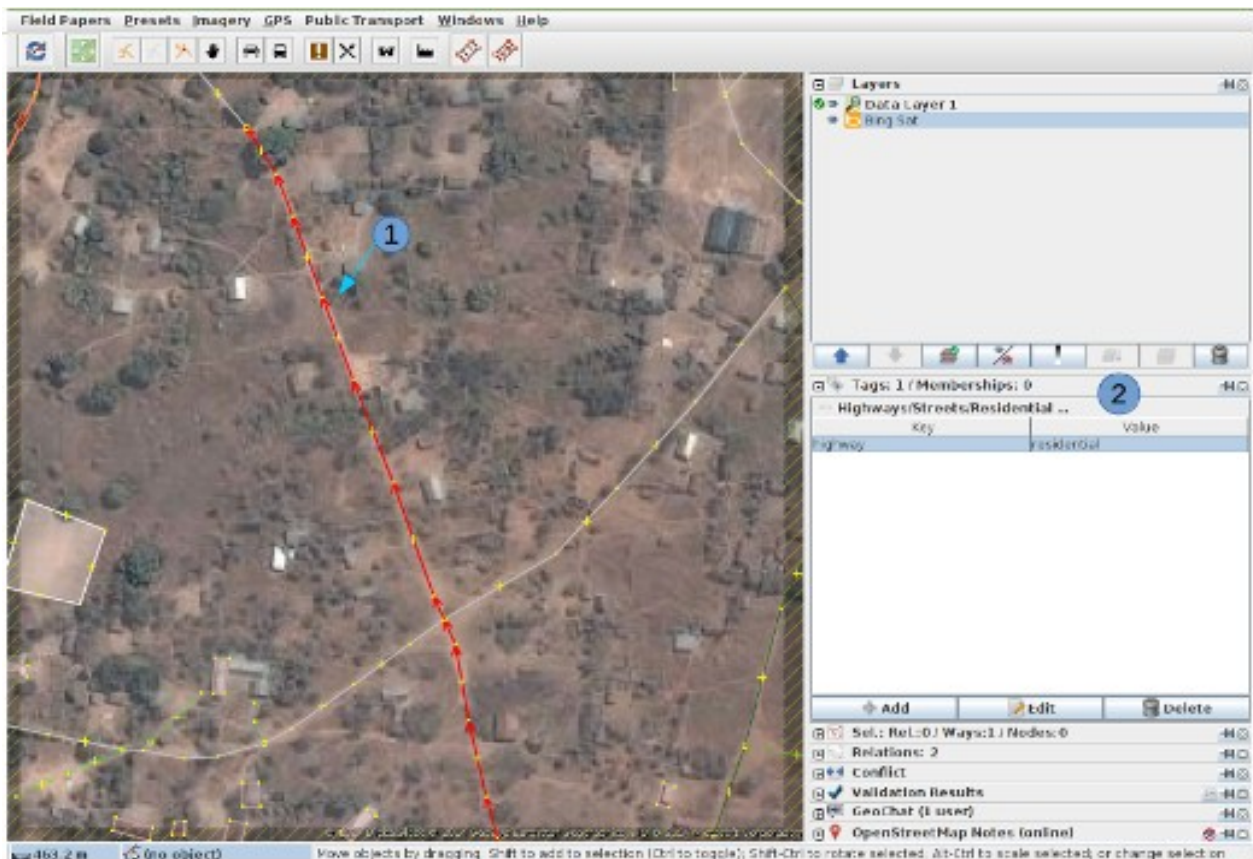 Field Papers Presets Imagery GPS Public Transport Windows Help
Layers
Data Layer 1
Bing Sat
1
Tags: 1 / Memberships: 0
2
Highways/Streets/Residential ...
Key Value
highway residential
Add Edit Delete
Sel.: Rel.:0 / Ways:1 / Nodes:0
Relations: 2
Conflict
Validation Results
GeoChat (1 user)
OpenStreetMap Notes (online)
463.2 m (no object) Move objects by dragging. Shift to add to selection (Ctrl to toggle); Shift-Ctrl to rotate selected. Alt-Ctrl to scale selected; or change selection